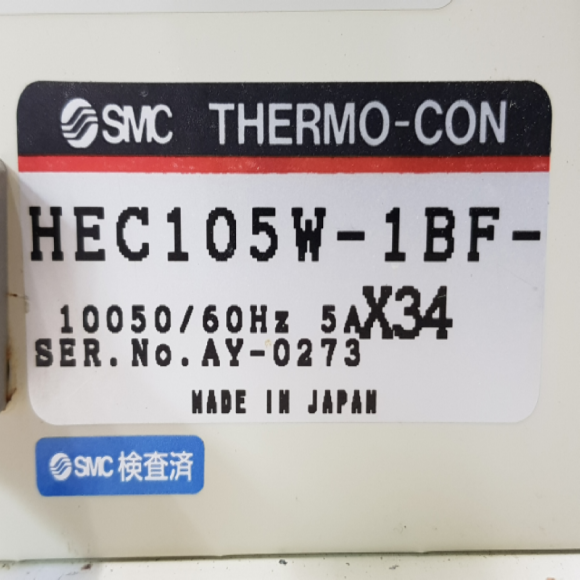 SMC THERMO-CON
HEC105W-1BF-
10050/60Hz 5A X34
SER.No.AY-0273
MADE IN JAPAN
SMC 検査済